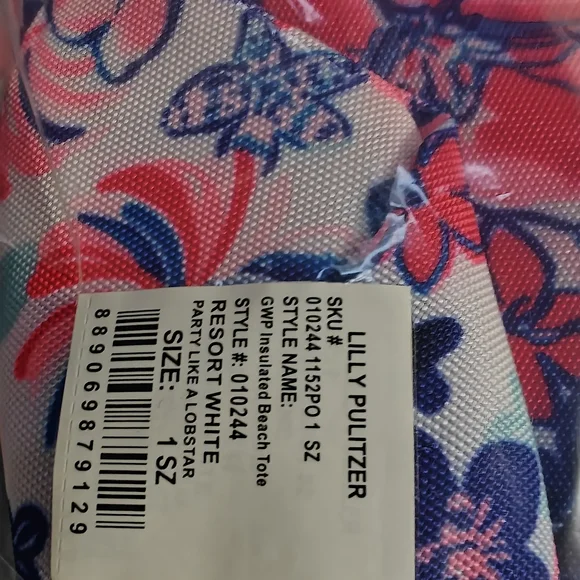 LILLY PULITZER
SKU #
010244 1152PO 1 SZ
STYLE NAME:
GWP Insulated Beach Tote
STYLE #: 010244
RESORT WHITE
PARTY LIKE A LOBSTAR
SIZE: 1 SZ
889069879129